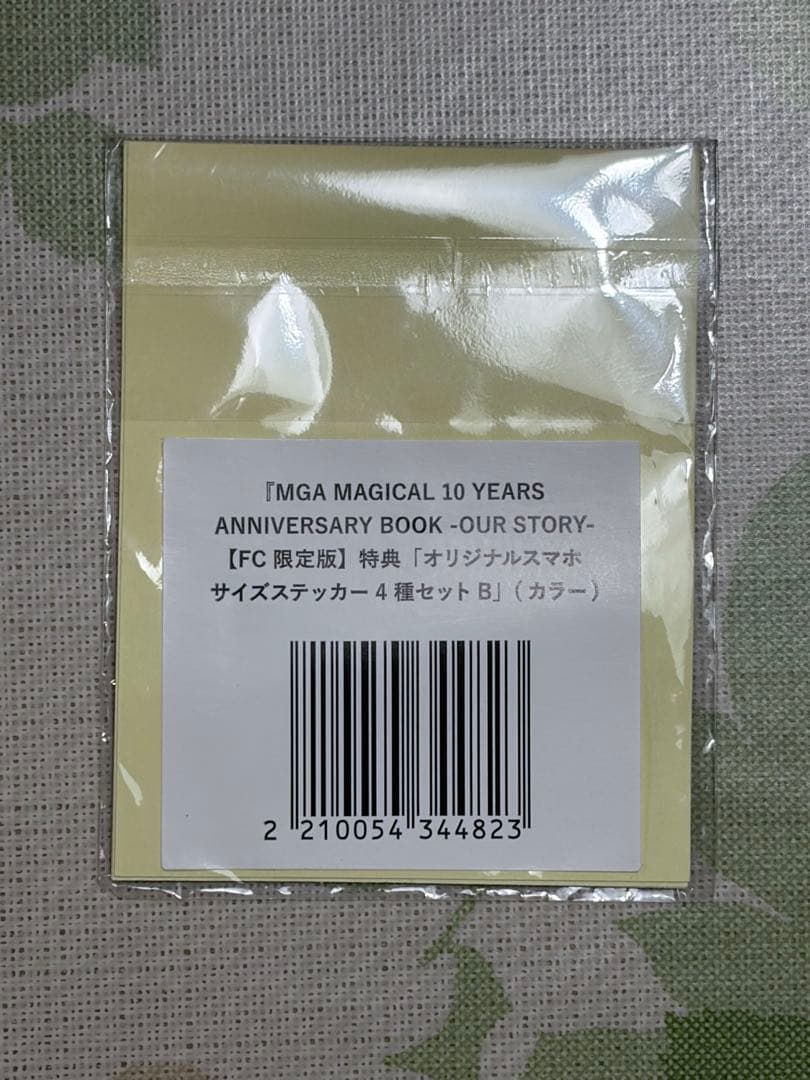 『MGA MAGICAL 10 YEARS
ANNIVERSARY BOOK -OUR STORY-
【FC 限定版】特典「オリジナルスマホ
サイズステッカー 4 種セット B」( カラー )
2 210054 344823